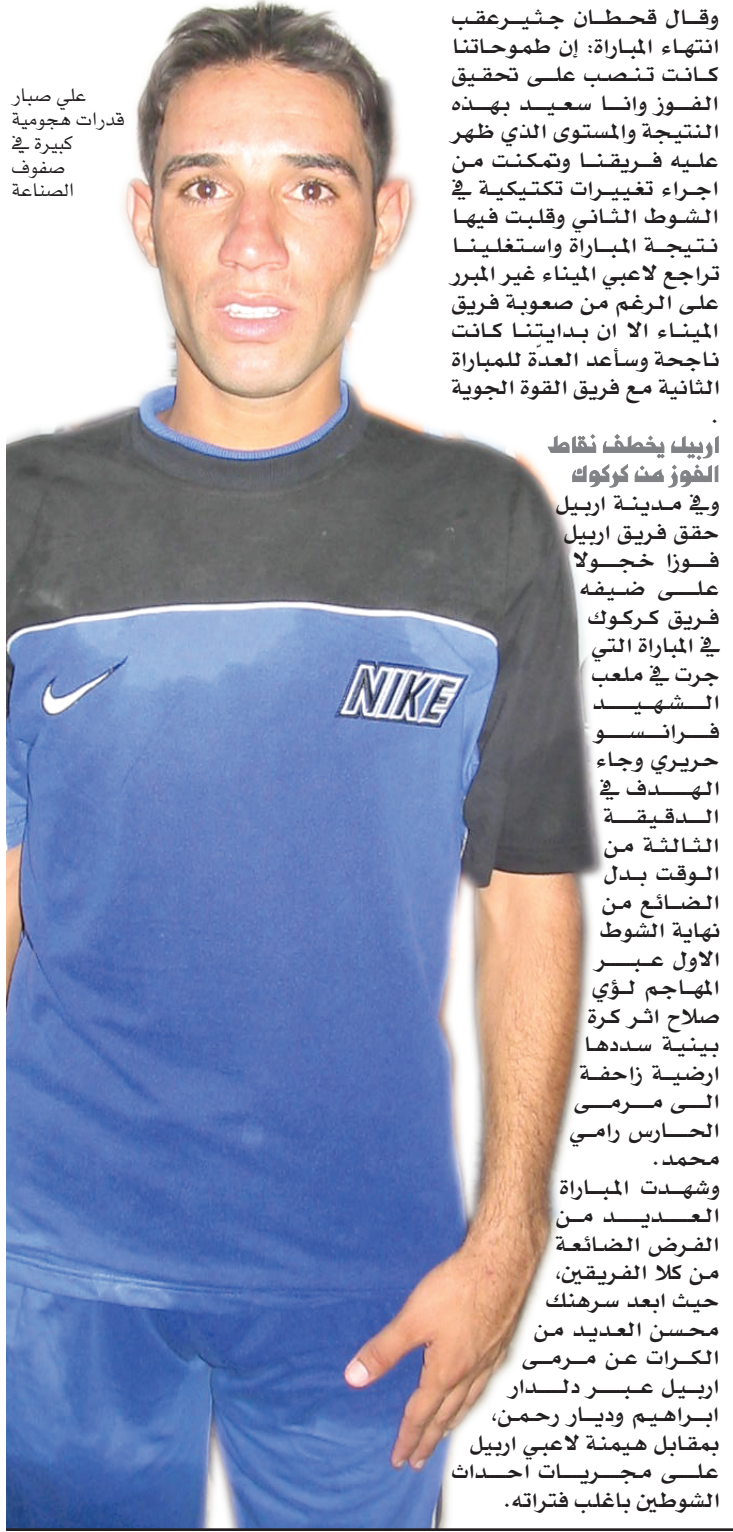 وقال قحطان جثيرعقب
انتهاء المباراة: إن طموحاتنا
كانت تنصب على تحقيق
الفوز وانا سعيد بهذه
النتيجة والمستوى الذي ظهر
عليه فريقنا وتمكنت من
اجراء تغييرات تكتيكية في
الشوط الثاني وقلبت فيها
نتيجة المباراة واستغلينا
تراجع لاعبي الميناء غير المبرر
على الرغم من صعوبة فريق
الميناء الا ان بدايتنا كانت
ناجحة وسأعد العدّة للمباراة
الثانية مع فريق القوة الجوية
.
اربيل يخطف نقاط
الفوز من كركوك
وفي مدينة اربيل
حقق فريق اربيل
فوزا خجولا
على ضيفه
فريق كركوك
في المباراة التي
جرت في ملعب
الشهيد
فرانسو
حريري وجاء
الهدف في
الدقيقة
الثالثة من
الوقت بدل
الضائع من
نهاية الشوط
الاول عبر
المهاجم لؤي
صلاح اثر كرة
بينية سددها
ارضية زاحفة
الى مرمى
الحارس رامي
محمد.
وشهدت المباراة
العديد من
الفرض الضائعة
من كلا الفريقين،
حيث ابعد سرهنك
محسن العديد من
الكرات عن مرمى
اربيل عبر دلدار
ابراهيم وديار رحمن،
بمقابل هيمنة لاعبي اربيل
على مجريات احداث
الشوطين باغلب فتراته.
علي صبار
قدرات هجومية
كبيرة في
صفوف
الصناعة
NIKE